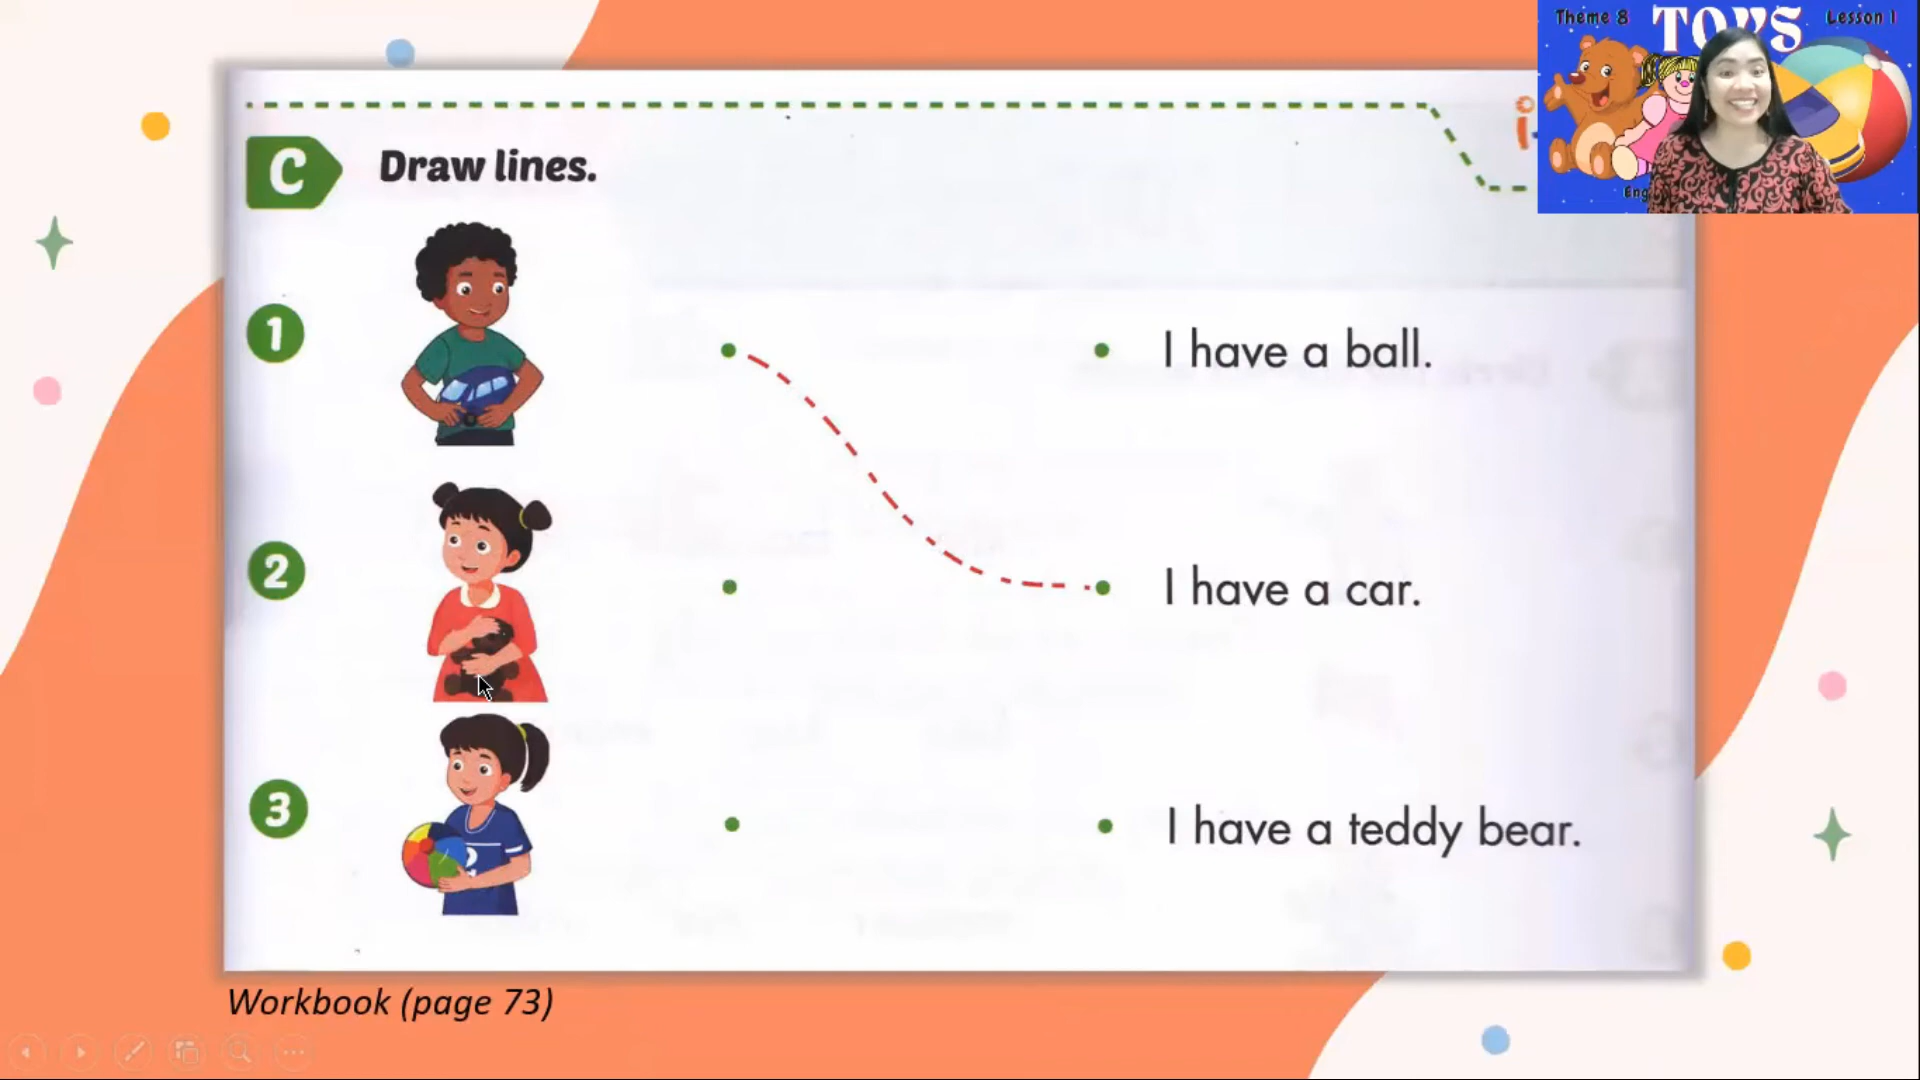 Theme 8
TOYS
Lesson 1
Eng
C
Draw lines.
1
I have a ball.
2
I have a car.
3
I have a teddy bear.
Workbook (page 73)